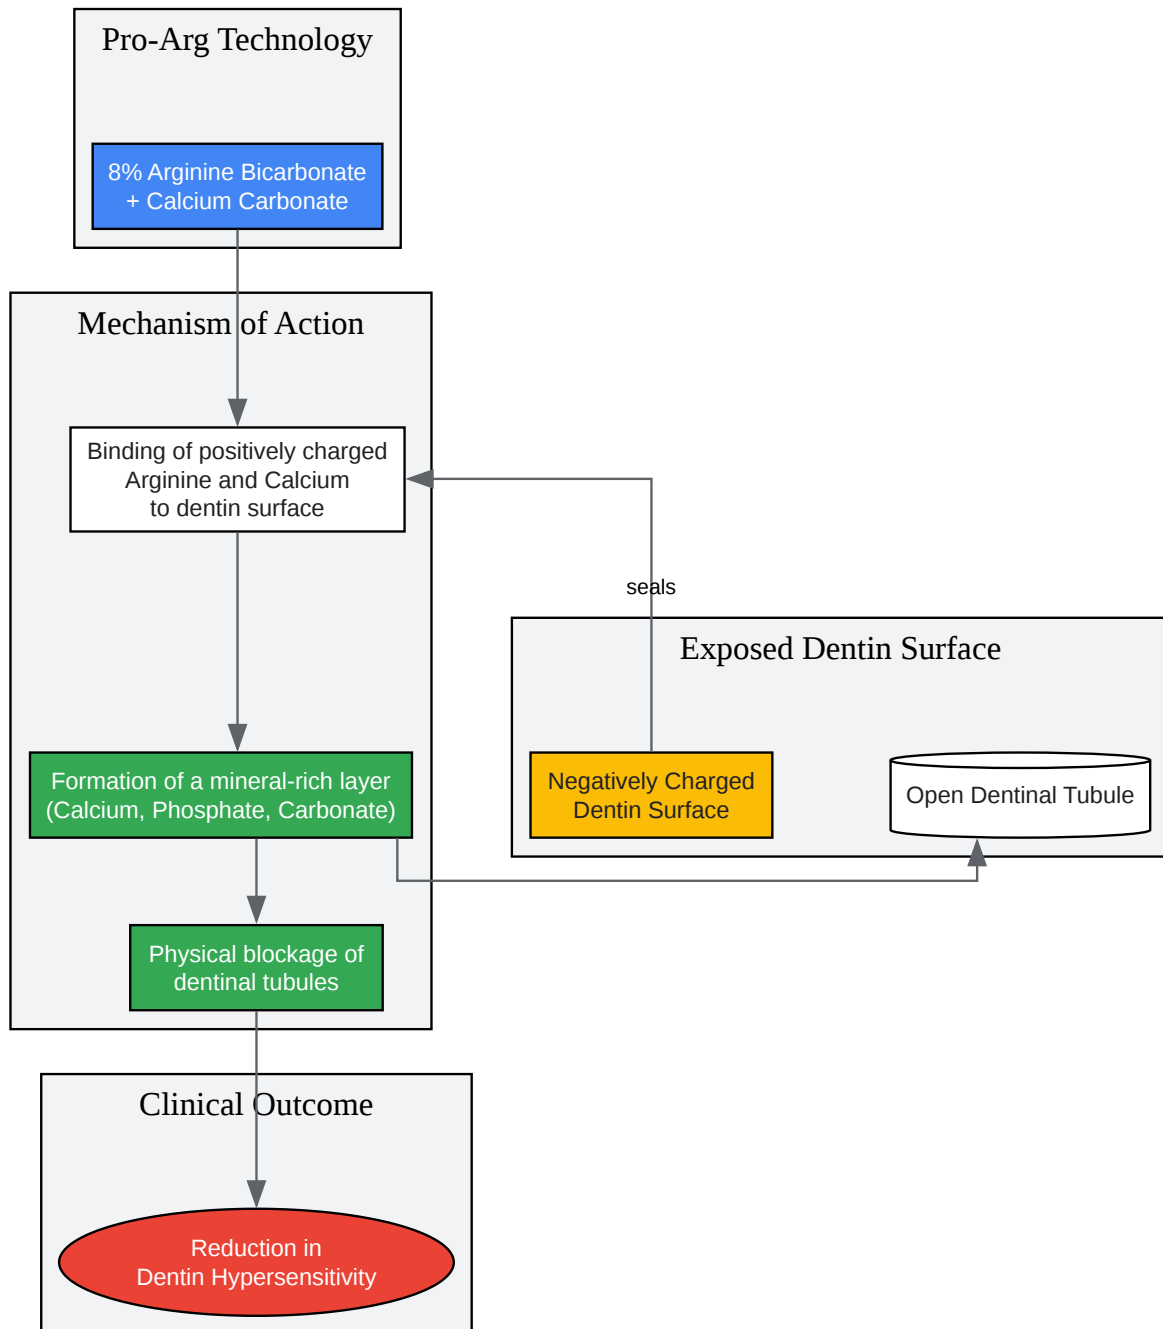 Pro-Arg Technology
8% Arginine Bicarbonate
+ Calcium Carbonate
Mechanism of Action
Binding of positively charged
Arginine and Calcium
to dentin surface
seals
Exposed Dentin Surface
Negatively Charged
Dentin Surface
Open Dentinal Tubule
Formation of a mineral-rich layer
(Calcium, Phosphate, Carbonate)
Physical blockage of
dentinal tubules
Clinical Outcome
Reduction in
Dentin Hypersensitivity